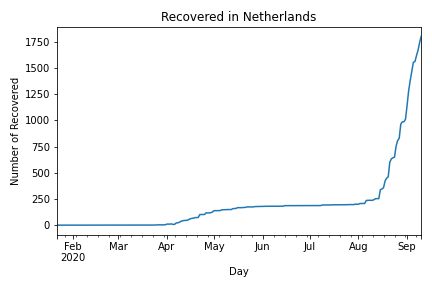 Recovered in Netherlands
Number of Recovered
1750
1500
1250
1000
750
500
250
0
Feb Mar Apr May Jun Jul Aug Sep
2020
Day